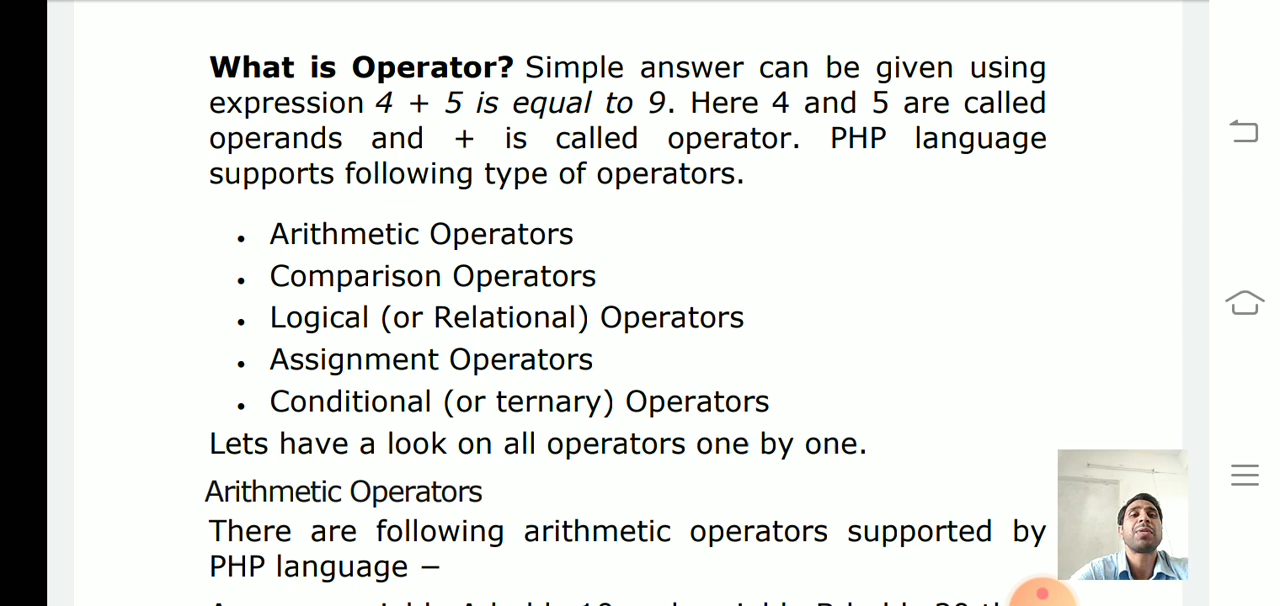 What is Operator? Simple answer can be given using
expression 4 + 5 is equal to 9. Here 4 and 5 are called
operands and + is called operator. PHP language
supports following type of operators.
• Arithmetic Operators
• Comparison Operators
• Logical (or Relational) Operators
• Assignment Operators
• Conditional (or ternary) Operators
Lets have a look on all operators one by one.
Arithmetic Operators
There are following arithmetic operators supported by
PHP language −